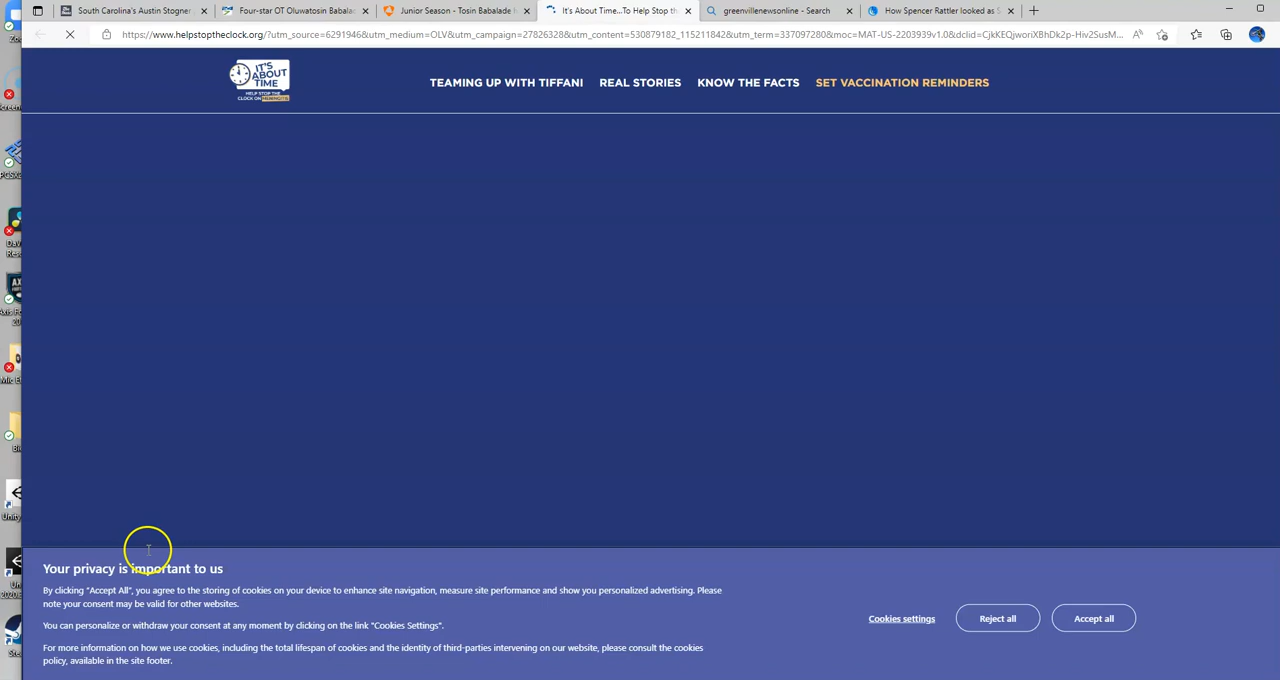 South Carolina's Austin Stogner
Four-star OT Oluwatosin Babala
Junior Season - Tosin Babalade
It's About Time...To Help Stop th
greenvillenewsonline - Search
How Spencer Rattler looked as S
https://www.helpstoptheclock.org/?utm_source=6291946&utm_medium=OLV&utm_campaign=27826328&utm_content=530879182_115211842&utm_term=337097280&moc=MAT-US-2203939v1.0&dclid=CjkKEQjworiXBhDk2p-Hiv2SusM...
IT'S
ABOUT
TIME
HELP STOP THE
CLOCK ON MENINGITIS
TEAMING UP WITH TIFFANI
REAL STORIES
KNOW THE FACTS
SET VACCINATION REMINDERS
Your privacy is important to us
By clicking "Accept All", you agree to the storing of cookies on your device to enhance site navigation, measure site performance and show you personalized advertising. Please
note your consent may be valid for other websites.
You can personalize or withdraw your consent at any moment by clicking on the link "Cookies Settings".
For more information on how we use cookies, including the total lifespan of cookies and the identity of third-parties intervening on our website, please consult the cookies
policy, available in the site footer.
Cookies settings
Reject all
Accept all